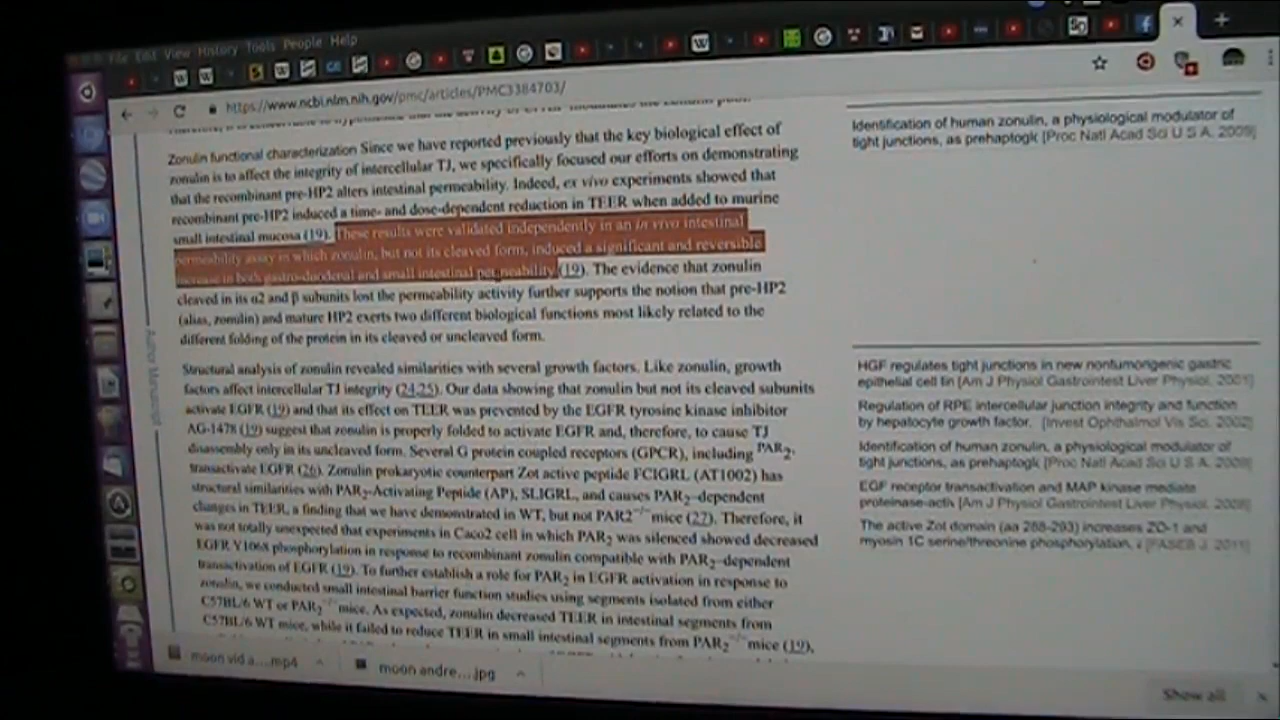 File Edit View History Tools People Help
https://www.ncbi.nlm.nih.gov/pmc/articles/PMC3384703/
Zonulin functional characterization Since we have reported previously that the key biological effect of
zonulin is to affect the integrity of intercellular TJ, we specifically focused our efforts on demonstrating
that the recombinant pre-HP2 alters intestinal permeability. Indeed, ex vivo experiments showed that
recombinant pre-HP2 induced a time- and dose-dependent reduction in TEER when added to murine
small intestinal mucosa (19). These results were validated independently in an in vivo intestinal
permeability assay in which zonulin, but not its cleaved form, induced a significant and reversible
increase in both gastro-duodenal and small intestinal permeability (19). The evidence that zonulin
cleaved in its α2 and β subunits lost the permeability activity further supports the notion that pre-HP2
(alias, zonulin) and mature HP2 exerts two different biological functions most likely related to the
different folding of the protein in its cleaved or uncleaved form.
Structural analysis of zonulin revealed similarities with several growth factors. Like zonulin, growth
factors affect intercellular TJ integrity (24,25). Our data showing that zonulin but not its cleaved subunits
activate EGFR (19) and that its effect on TEER was prevented by the EGFR tyrosine kinase inhibitor
AG-1478 (19) suggest that zonulin is properly folded to activate EGFR and, therefore, to cause TJ
disassembly only in its uncleaved form. Several G protein coupled receptors (GPCR), including PAR2,
transactivate EGFR (26). Zonulin prokaryotic counterpart Zot active peptide FCIGRL (AT1002) has
structural similarities with PAR2-Activating Peptide (AP), SLIGRL, and causes PAR2-dependent
changes in TEER, a finding that we have demonstrated in WT, but not PAR2−/− mice (27). Therefore, it
was not totally unexpected that experiments in Caco2 cell in which PAR2 was silenced showed decreased
EGFR Y1068 phosphorylation in response to recombinant zonulin compatible with PAR2-dependent
transactivation of EGFR (19). To further establish a role for PAR2 in EGFR activation in response to
zonulin, we conducted small intestinal barrier function studies using segments isolated from either
C57BL/6 WT or PAR2−/− mice. As expected, zonulin decreased TEER in intestinal segments from
C57BL/6 WT mice, while it failed to reduce TEER in small intestinal segments from PAR2−/− mice (19),
Author Manuscript
Identification of human zonulin, a physiological modulator of
tight junctions, as prehaptoglo [Proc Natl Acad Sci U S A. 2009]
HGF regulates tight junctions in new nontumorigenic gastric
epithelial cell lin [Am J Physiol Gastrointest Liver Physiol. 2001]
Regulation of RPE intercellular junction integrity and function
by hepatocyte growth factor. [Invest Ophthalmol Vis Sci. 2002]
Identification of human zonulin, a physiological modulator of
tight junctions, as prehaptoglo [Proc Natl Acad Sci U S A. 2009]
EGF receptor transactivation and MAP kinase mediate
proteinase-activ [Am J Physiol Gastrointest Liver Physiol. 2008]
The active Zot domain (aa 288-293) increases ZO-1 and
myosin 1C serine/threonine phosphorylation, [FASEB J. 2011]
moon vid a....mp4
moon andre....jpg
Show all